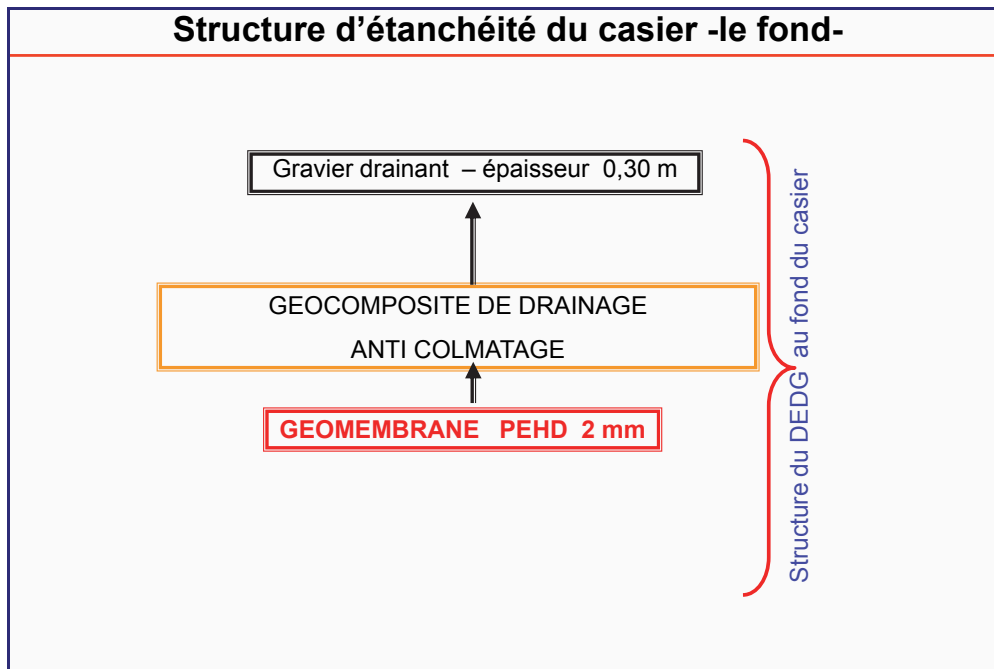 Structure d'étanchéité du casier -le fond-
Gravier drainant – épaisseur 0,30 m
GEOCOMPOSITE DE DRAINAGE
ANTI COLMATAGE
GEOMEMBRANE PEHD 2 mm
Structure du DEDG au fond du casier